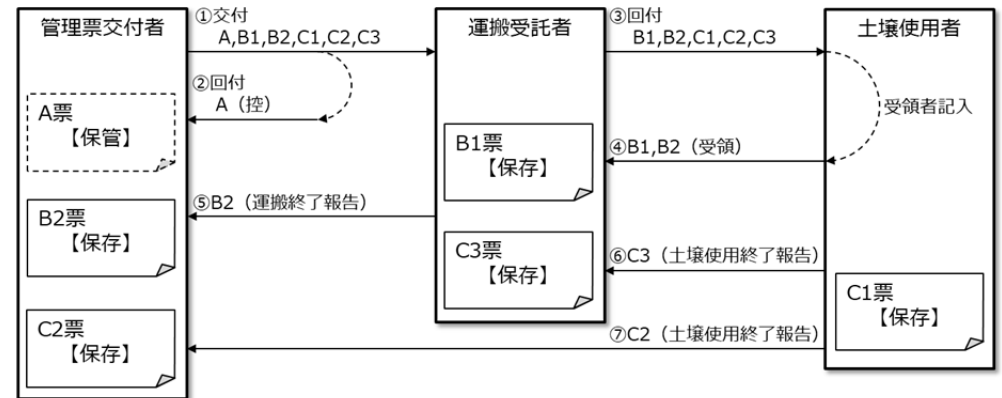 管理票交付者
①交付
A,B1,B2,C1,C2,C3
②回付
A（控）
A票
【保管】
B2票
【保存】
C2票
【保存】
運搬受託者
B1票
【保存】
⑤B2（運搬終了報告）
C3票
【保存】
③回付
B1,B2,C1,C2,C3
土壌使用者
受領者記入
④B1,B2（受領）
⑥C3（土壌使用終了報告）
C1票
【保存】
⑦C2（土壌使用終了報告）